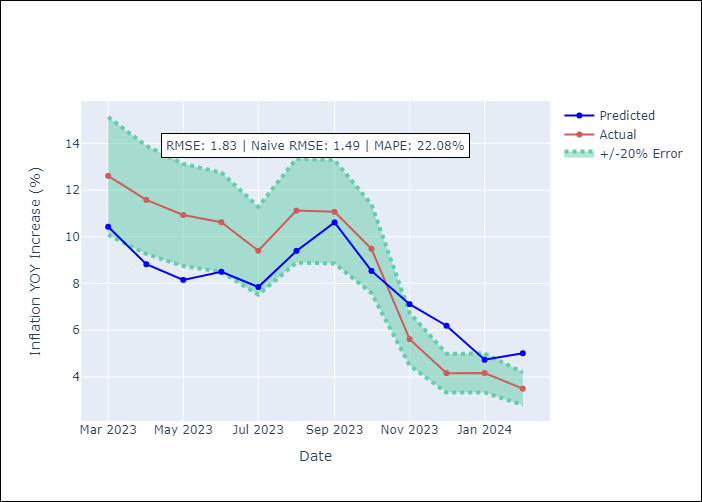 RMSE: 1.83 | Naive RMSE: 1.49 | MAPE: 22.08%
Predicted
Actual
+/-20% Error
Inflation YOY Increase (%)
14
12
10
8
6
4
Mar 2023
May 2023
Jul 2023
Sep 2023
Nov 2023
Jan 2024
Date